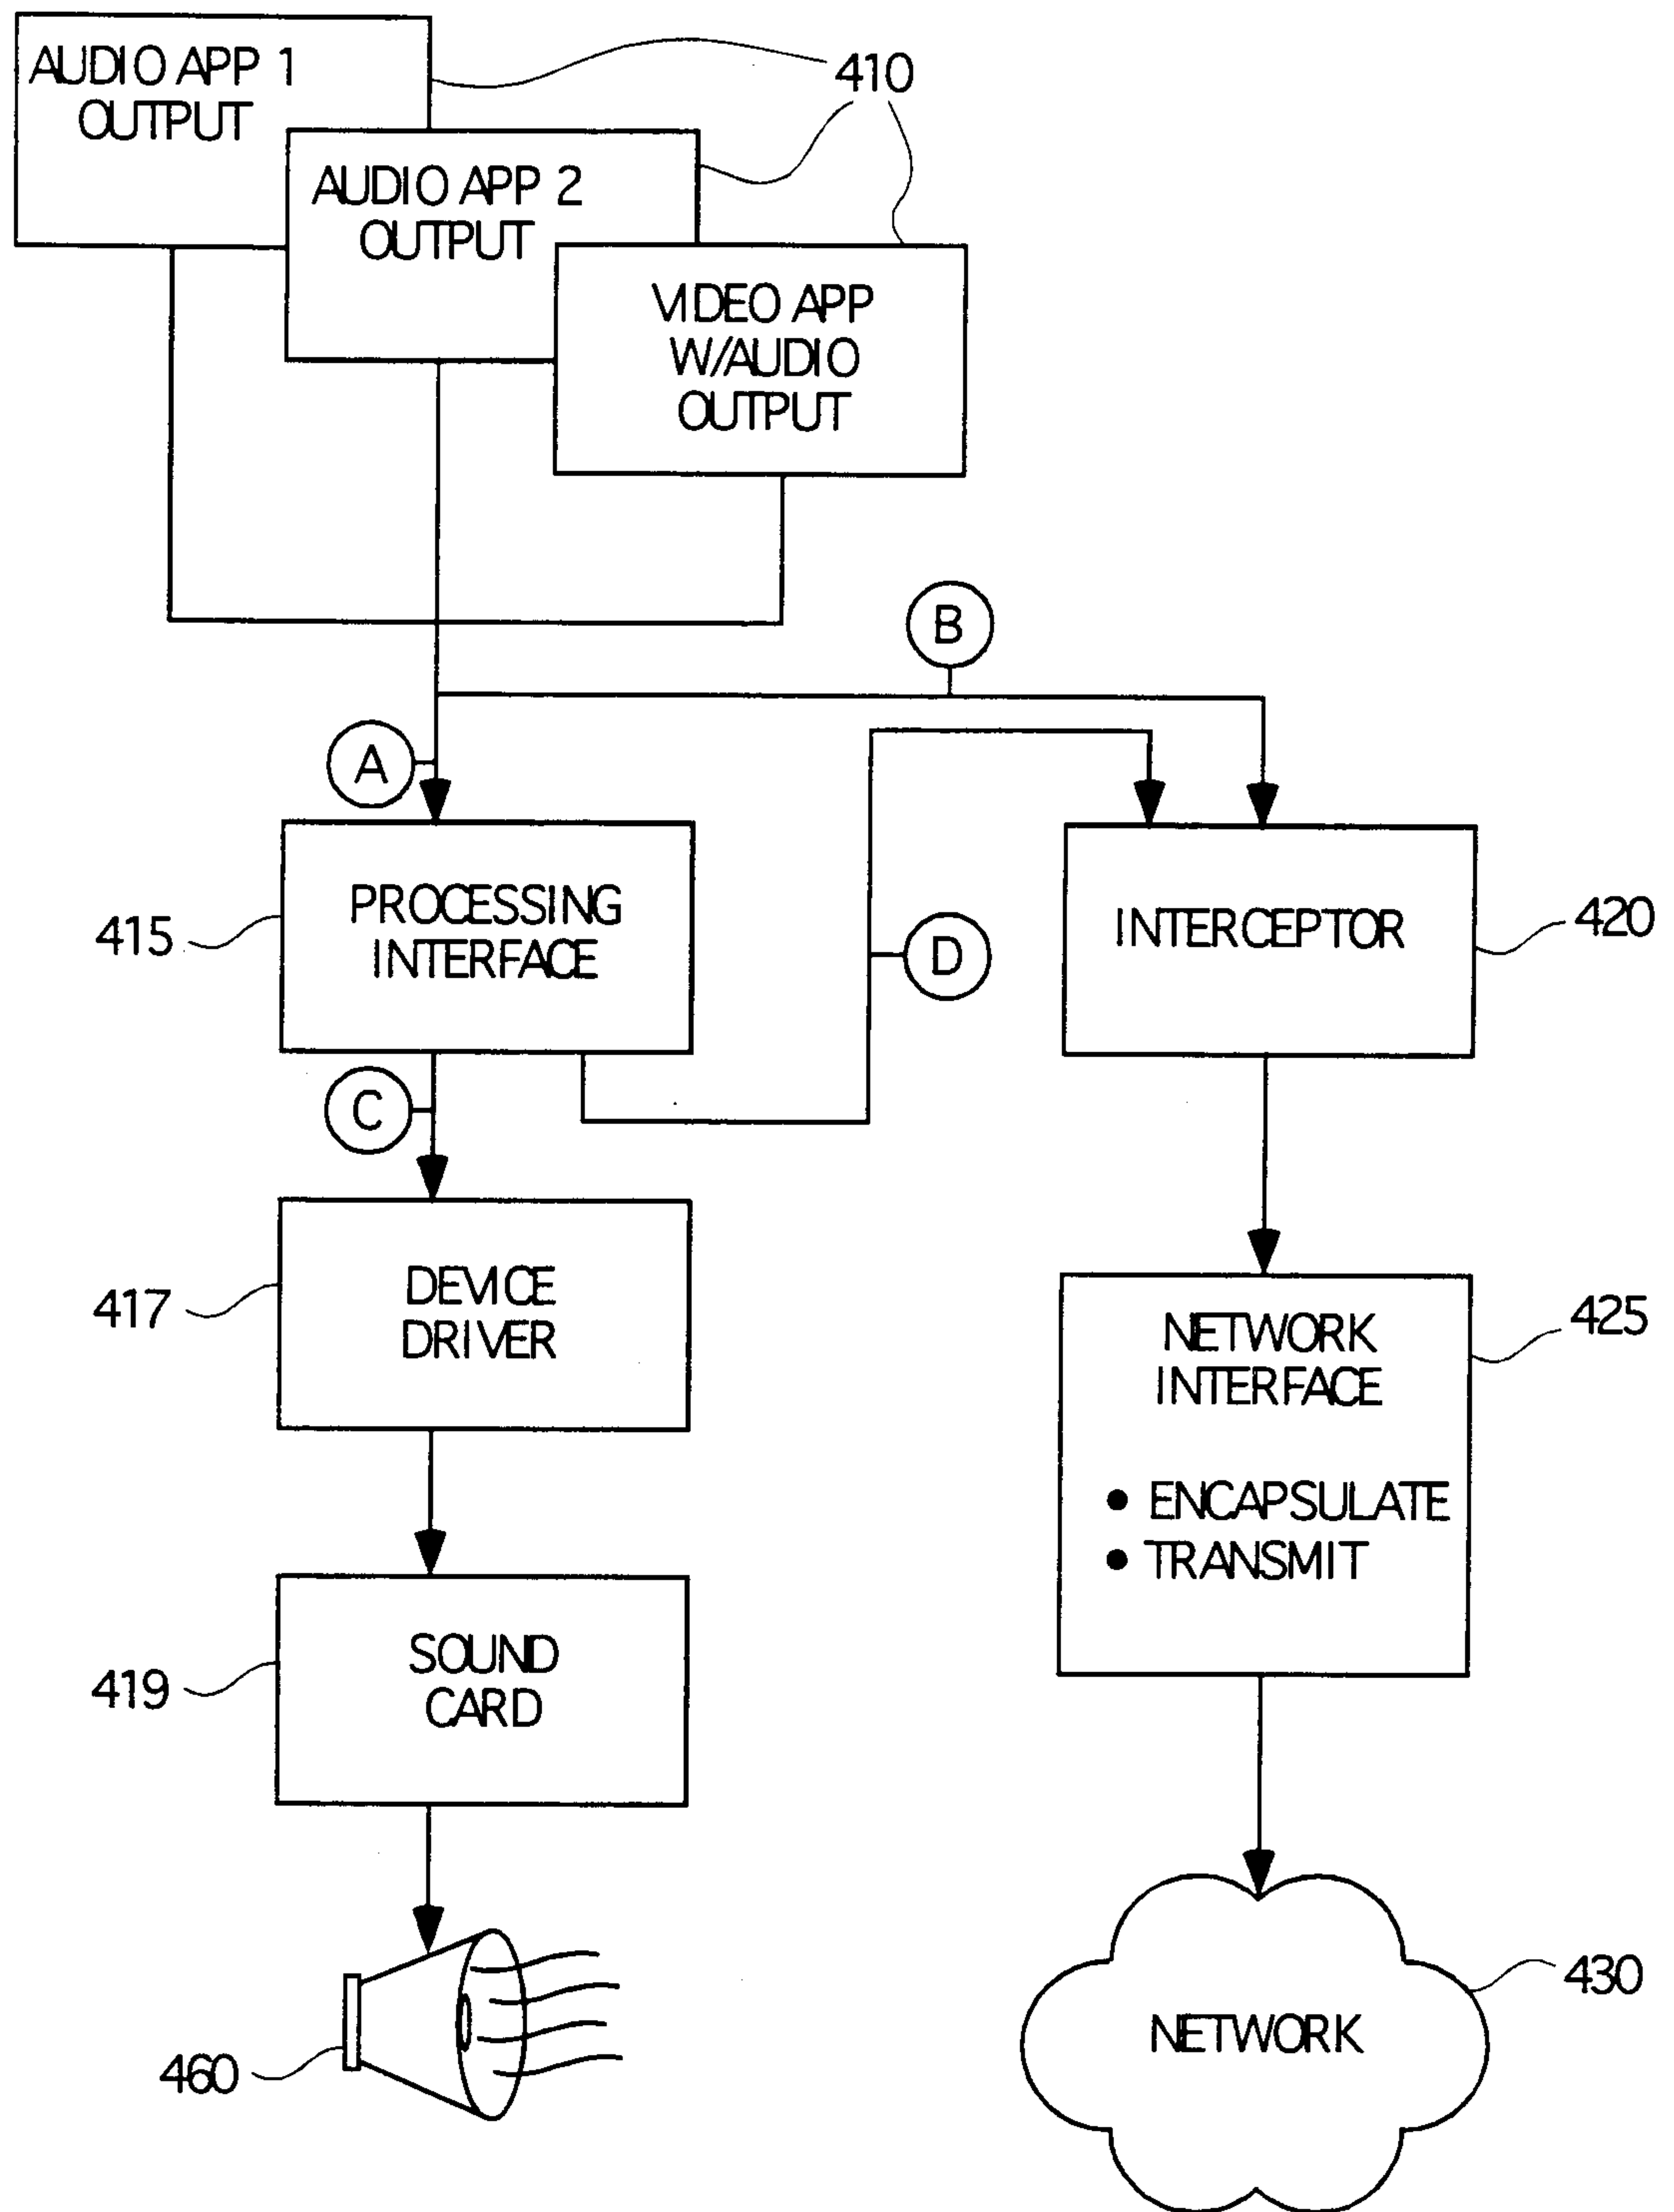 AUDIO APP 1
OUTPUT
410
AUDIO APP 2
OUTPUT
VIDEO APP
W/AUDIO
OUTPUT
B
A
PROCESSING
INTERFACE
415
D
INTERCEPTOR
420
C
DEVICE
DRIVER
417
NETWORK
INTERFACE
• ENCAPSULATE
• TRANSMIT
425
SOUND
CARD
419
460
NETWORK
430